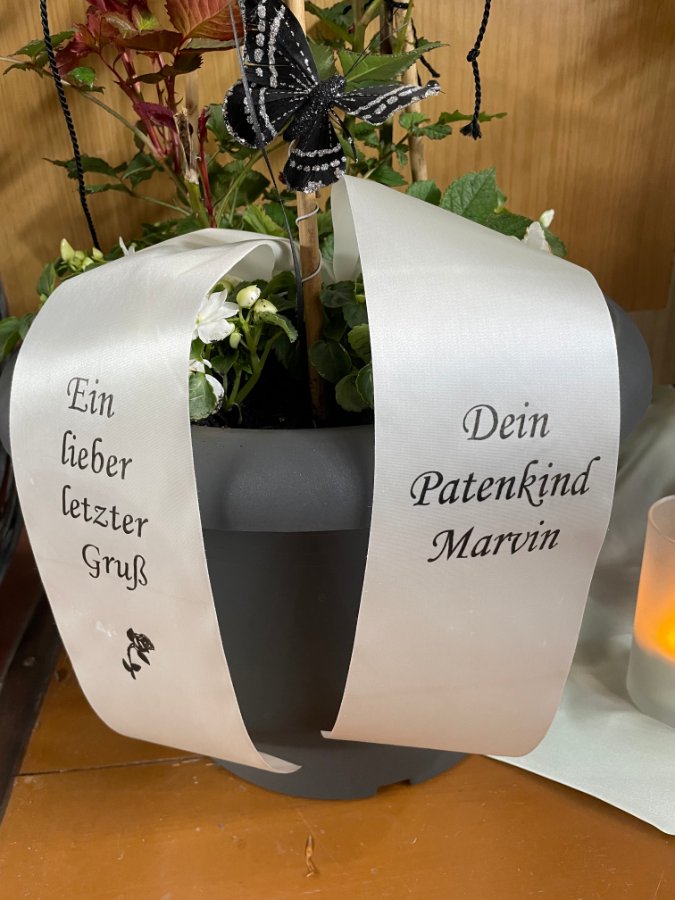 Ein
lieber
letzter
Gruß
Dein
Patenkind
Marvin